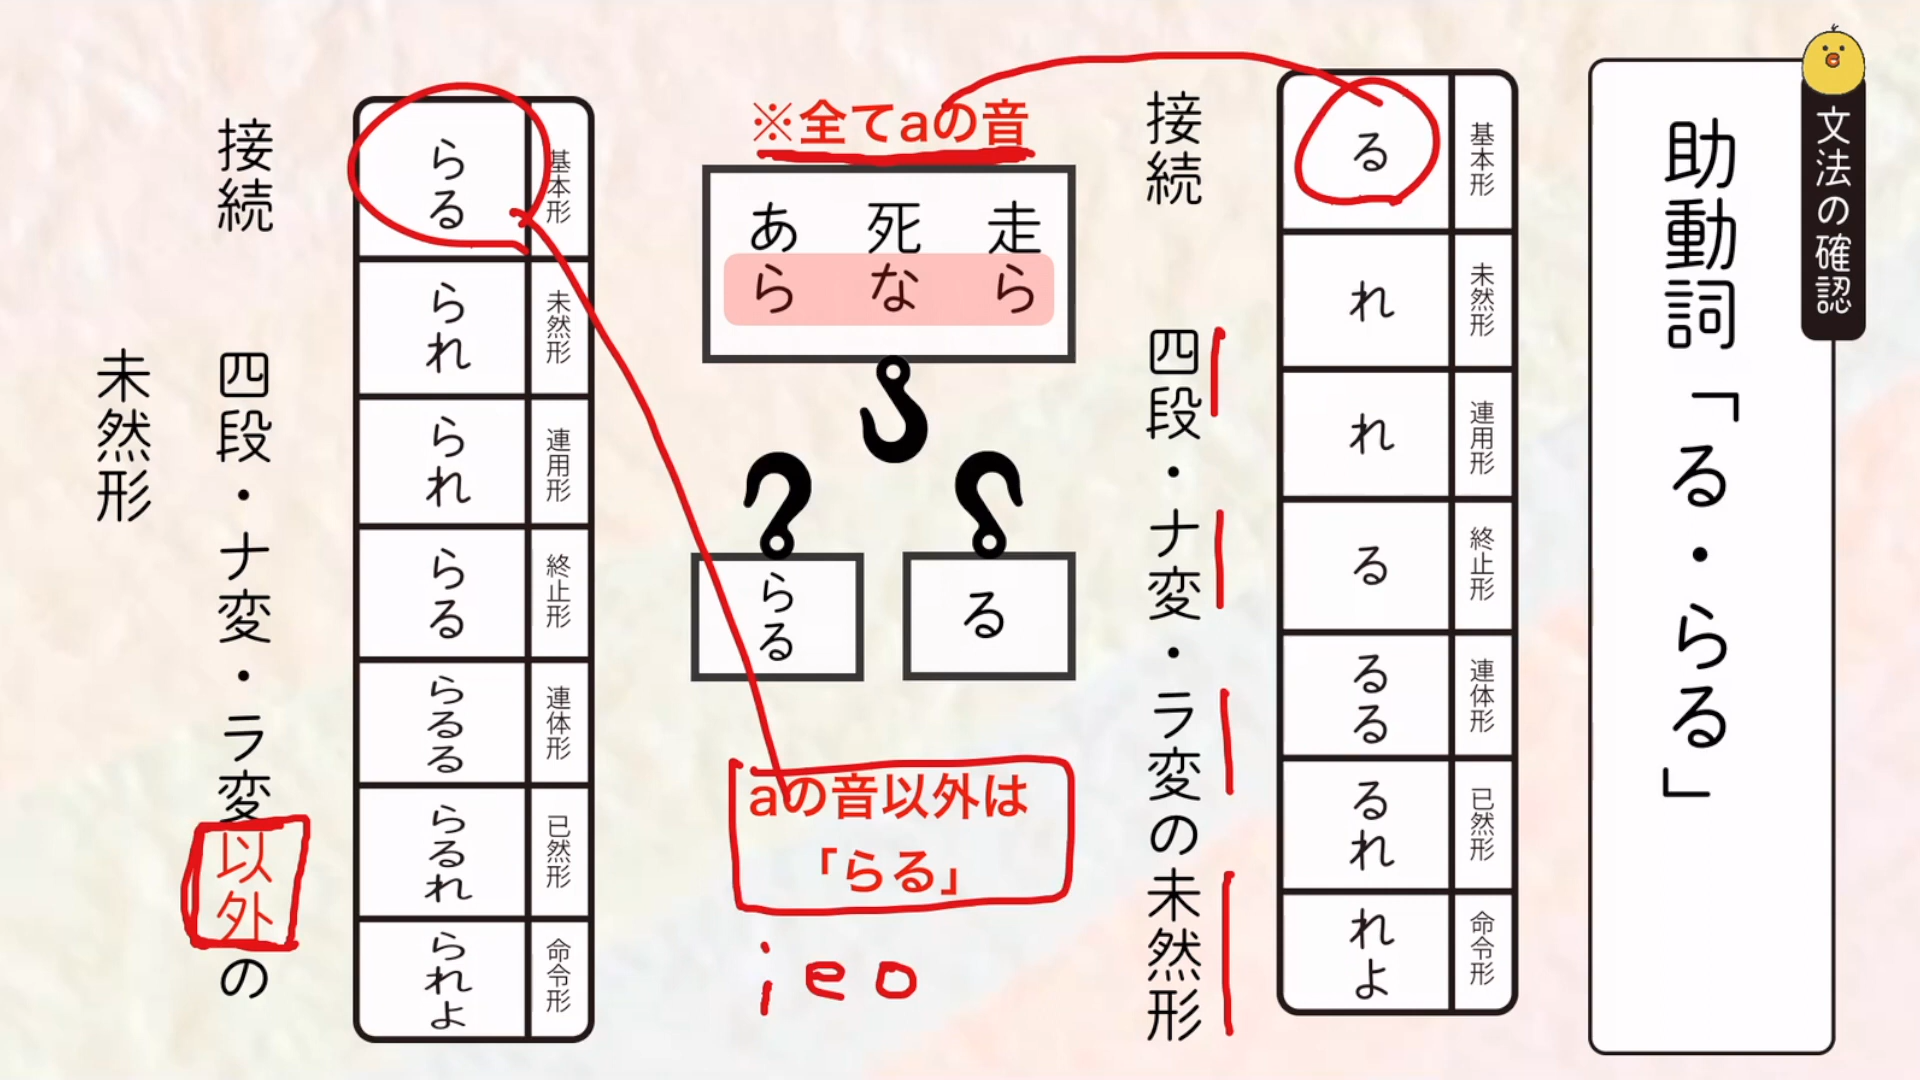 文法の確認
助動詞「る・らる」
基本形
未然形
連用形
終止形
連体形
已然形
命令形
る
れ
れ
る
るる
るれ
れよ
接続
四段・ナ変・ラ変の未然形
※全てaの音
走ら
死な
あら
る
らる
aの音以外は
「らる」
i e o
基本形
未然形
連用形
終止形
連体形
已然形
命令形
らる
られ
られ
らる
らるる
らるれ
られよ
接続
四段・ナ変・ラ変以外の
未然形